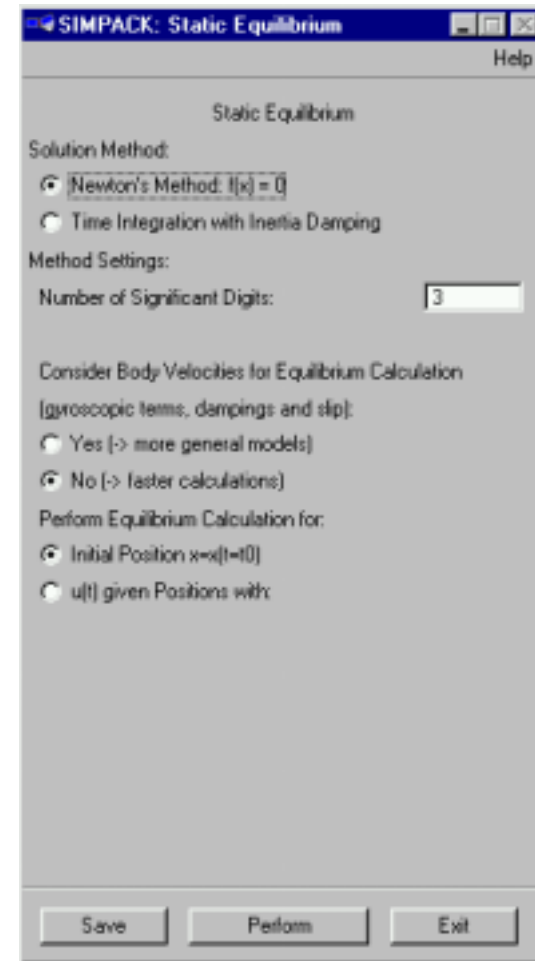 SIMPACK: Static Equilibrium
Help
Static Equilibrium
Solution Method:
Newton's Method: f(x) = 0
Time Integration with Inertia Damping
Method Settings:
Number of Significant Digits: 3
Consider Body Velocities for Equilibrium Calculation
(gyroscopic terms, dampings and slip):
Yes (-> more general models)
No (-> faster calculations)
Perform Equilibrium Calculation for:
Initial Position x=x(t=t0)
u(t) given Positions with:
Save Perform Exit